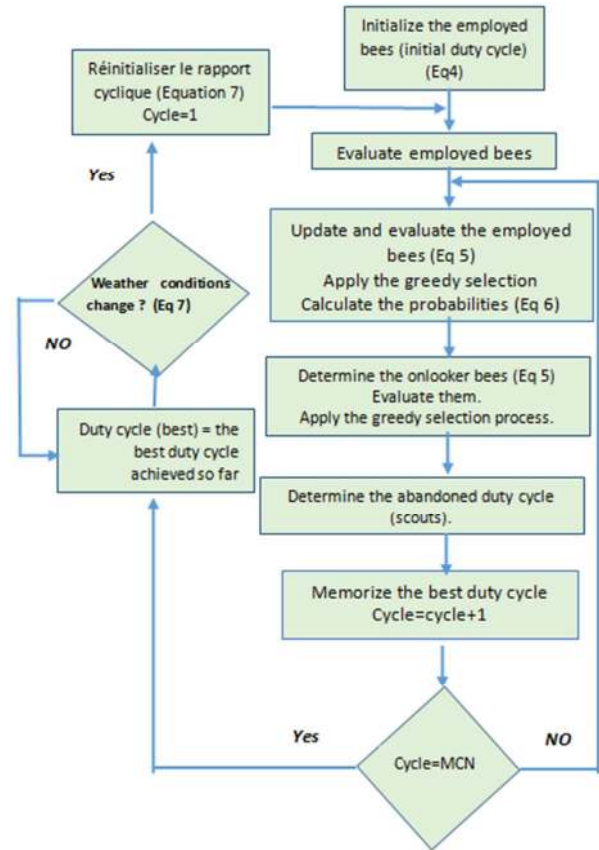 Initialize the employed
bees (initial duty cycle)
(Eq4)
Réinitialiser le rapport
cyclique (Equation 7)
Cycle=1
Evaluate employed bees
Yes
Update and evaluate the employed
bees (Eq 5)
Apply the greedy selection
Calculate the probabilities (Eq 6)
Weather conditions
change ? (Eq 7)
NO
Determine the onlooker bees (Eq 5)
Evaluate them.
Apply the greedy selection process.
Duty cycle (best) = the
best duty cycle
achieved so far
Determine the abandoned duty cycle
(scouts).
Memorize the best duty cycle
Cycle=cycle+1
Yes
NO
Cycle=MCN